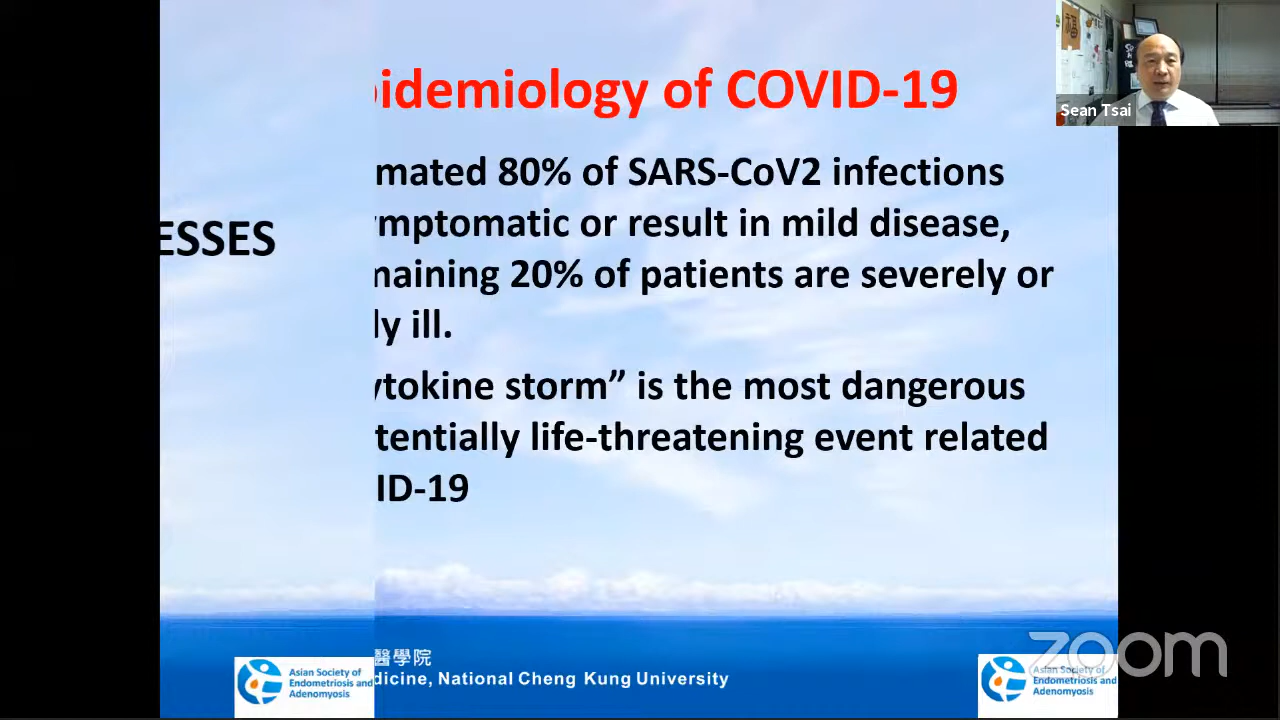 idemiology of COVID-19
Sean Tsai
mated 80% of SARS-CoV2 infections
mptomatic or result in mild disease,
ESSES
maining 20% of patients are severely or
ly ill.
ytokine storm” is the most dangerous
tentially life-threatening event related
ID-19
醫學院
dicine, National Cheng Kung University
Asian Society of
Endometriosis and
Adenomyosis
zoom
Asian Society of
Endometriosis and
Adenomyosis
福